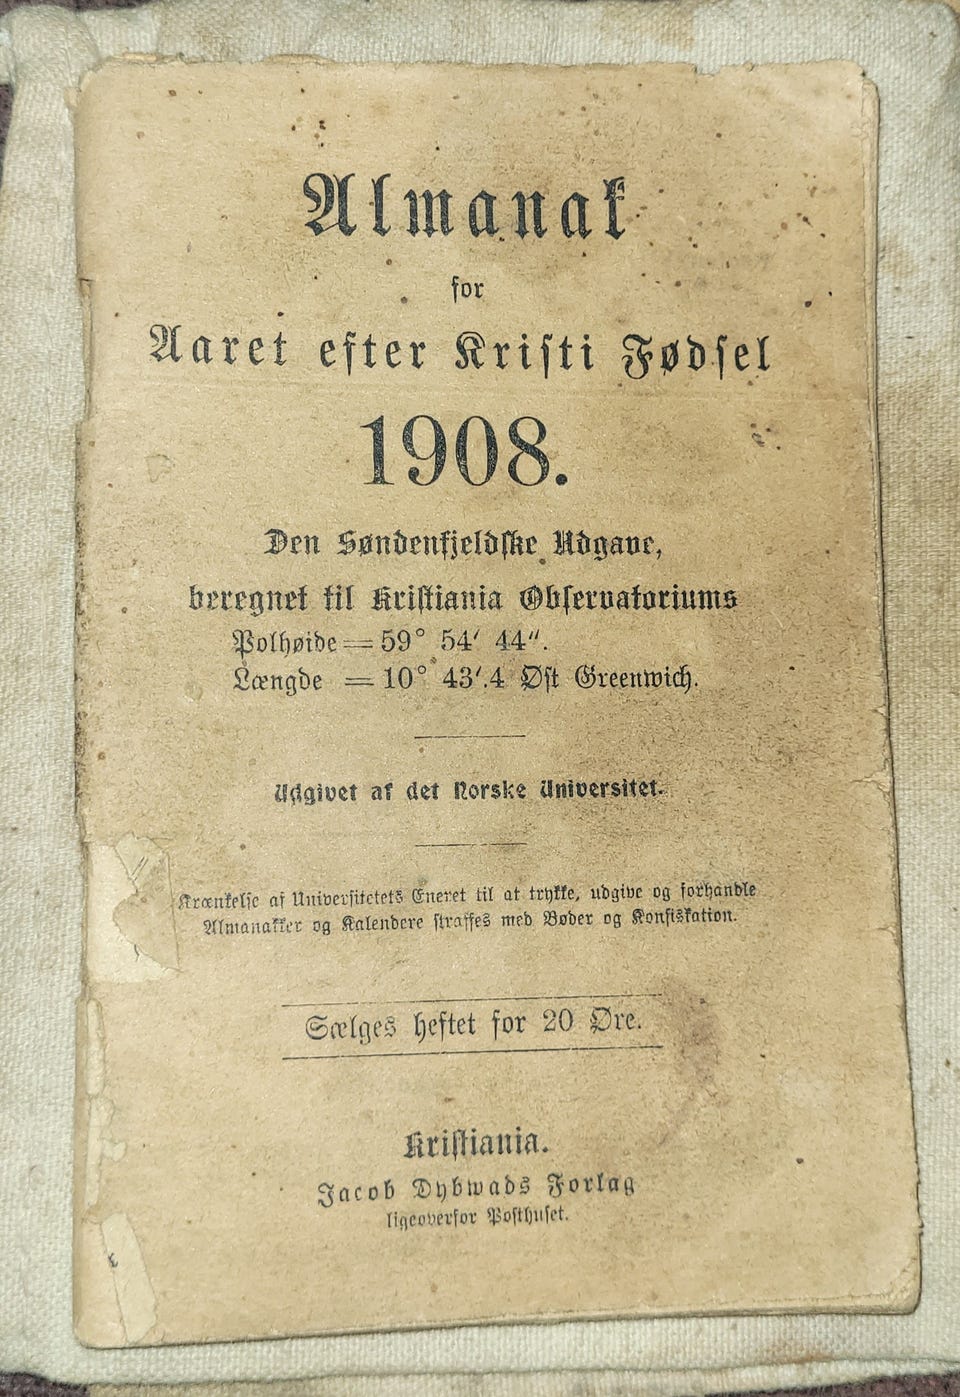 Almanak
for
Aaret efter Kristi Fødsel
1908.
Den Søndenfjeldske Udgave,
beregnet til Kristiania Observatoriums
Polhøide = 59° 54′ 44″.
Længde = 10° 43′.4 Øst Greenwich.
Udgivet af det Norske Universitet.
Krænkelse af Universitetets Eneret til at trykke, udgive og forhandle
Almanakker og Kalendere straffes med Bøder og Konfiskation.
Sælges heftet for 20 Øre.
Kristiania.
Jacob Dybwads Forlag
ligeoverfor Posthuset.